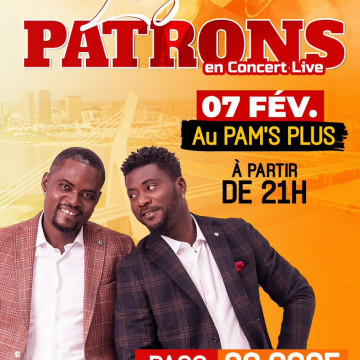 PATRONS
en Concert Live
07 FÉV.
Au PAM'S PLUS
À PARTIR
DE 21H